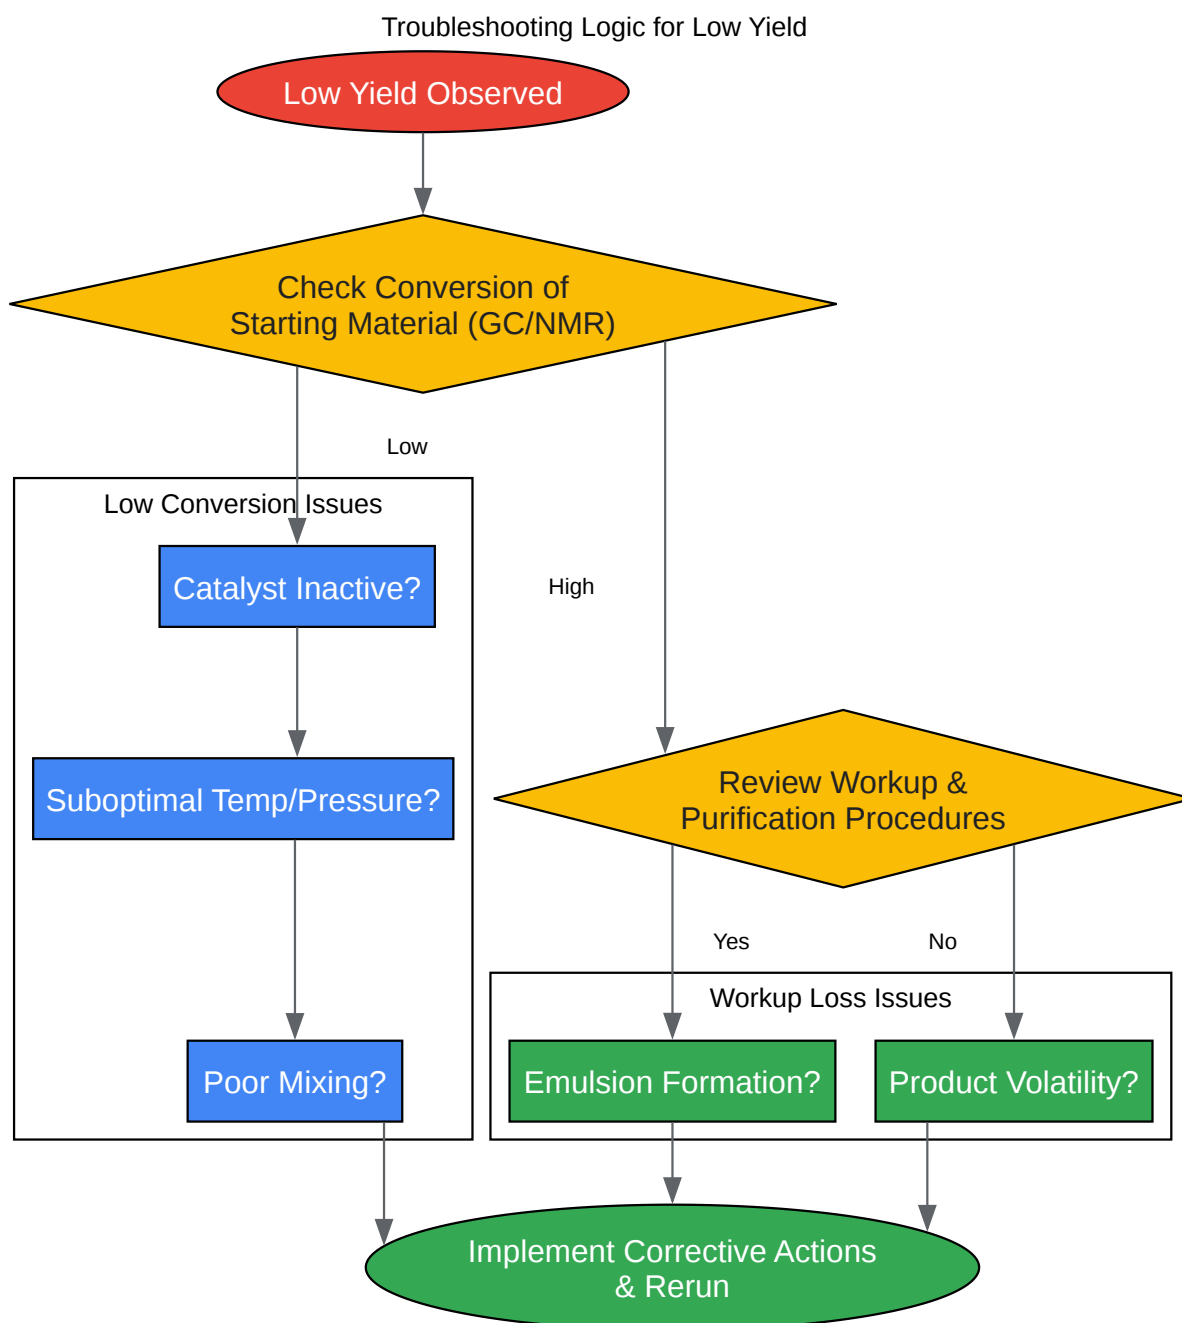 Troubleshooting Logic for Low Yield
Low Yield Observed
Check Conversion of
Starting Material (GC/NMR)
Low
Low Conversion Issues
Catalyst Inactive?
High
Suboptimal Temp/Pressure?
Review Workup &
Purification Procedures
Yes
No
Workup Loss Issues
Poor Mixing?
Emulsion Formation?
Product Volatility?
Implement Corrective Actions
& Rerun